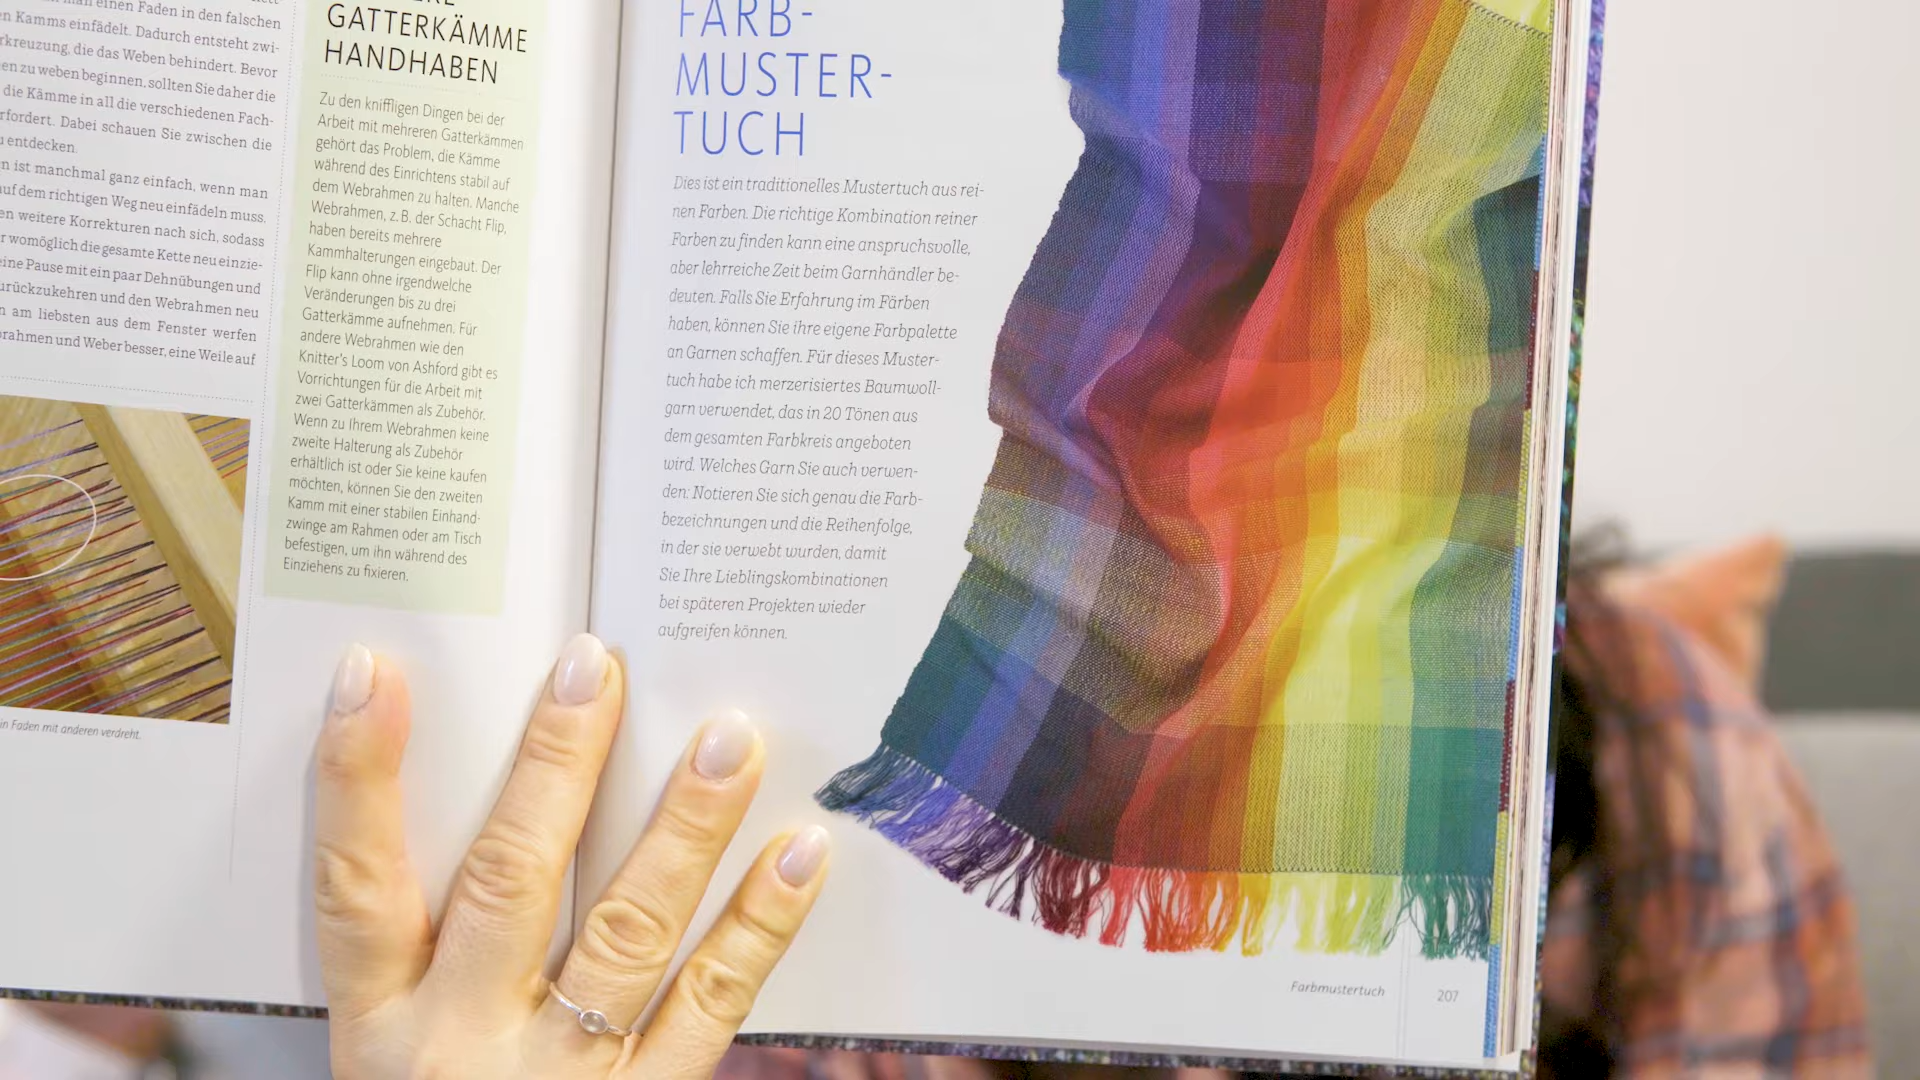 einen Faden in den falschen
Kamms einfädelt. Dadurch entsteht zwi-
die das Weben behindert. Bevor
zu weben beginnen, sollten Sie daher die
die Kämme in all die verschiedenen Fach-
Dabei schauen Sie zwischen die
entdecken.
ist manchmal ganz einfach, wenn man
auf dem richtigen Weg neu einfädeln muss.
weitere Korrekturen nach sich, sodass
womöglich die gesamte Kette neu einzie-
eine Pause mit ein paar Dehnübungen und
zurückzukehren und den Webrahmen neu
am liebsten aus dem Fenster werfen
und Weber besser, eine Weile auf
Faden mit anderen verdreht.
GATTERKÄMME
HANDHABEN
Zu den kniffligen Dingen bei der
Arbeit mit mehreren Gatterkämmen
gehört das Problem, die Kämme
während des Einrichtens stabil auf
dem Webrahmen zu halten. Manche
Webrahmen, z. B. der Schacht Flip,
haben bereits mehrere
Kammhalterungen eingebaut. Der
Flip kann ohne irgendwelche
Veränderungen bis zu drei
Gatterkämme aufnehmen. Für
andere Webrahmen wie den
Knitter's Loom von Ashford gibt es
Vorrichtungen für die Arbeit mit
zwei Gatterkämmen als Zubehör.
Wenn zu Ihrem Webrahmen keine
zweite Halterung als Zubehör
erhältlich ist oder Sie keine kaufen
möchten, können Sie den zweiten
Kamm mit einer stabilen Einhand-
zwinge am Rahmen oder am Tisch
befestigen, um ihn während des
Einziehens zu fixieren.
FARB-
MUSTER-
TUCH
Dies ist ein traditionelles Mustertuch aus rei-
nen Farben. Die richtige Kombination reiner
Farben zu finden kann eine anspruchsvolle,
aber lehrreiche Zeit beim Garnhändler be-
deuten. Falls Sie Erfahrung im Färben
haben, können Sie ihre eigene Farbpalette
an Garnen schaffen. Für dieses Muster-
tuch habe ich merzerisiertes Baumwoll-
garn verwendet, das in 20 Tönen aus
dem gesamten Farbkreis angeboten
wird. Welches Garn Sie auch verwen-
den: Notieren Sie sich genau die Farb-
bezeichnungen und die Reihenfolge,
in der sie verwebt wurden, damit
Sie Ihre Lieblingskombinationen
bei späteren Projekten wieder
aufgreifen können.
Farbmustertuch 207